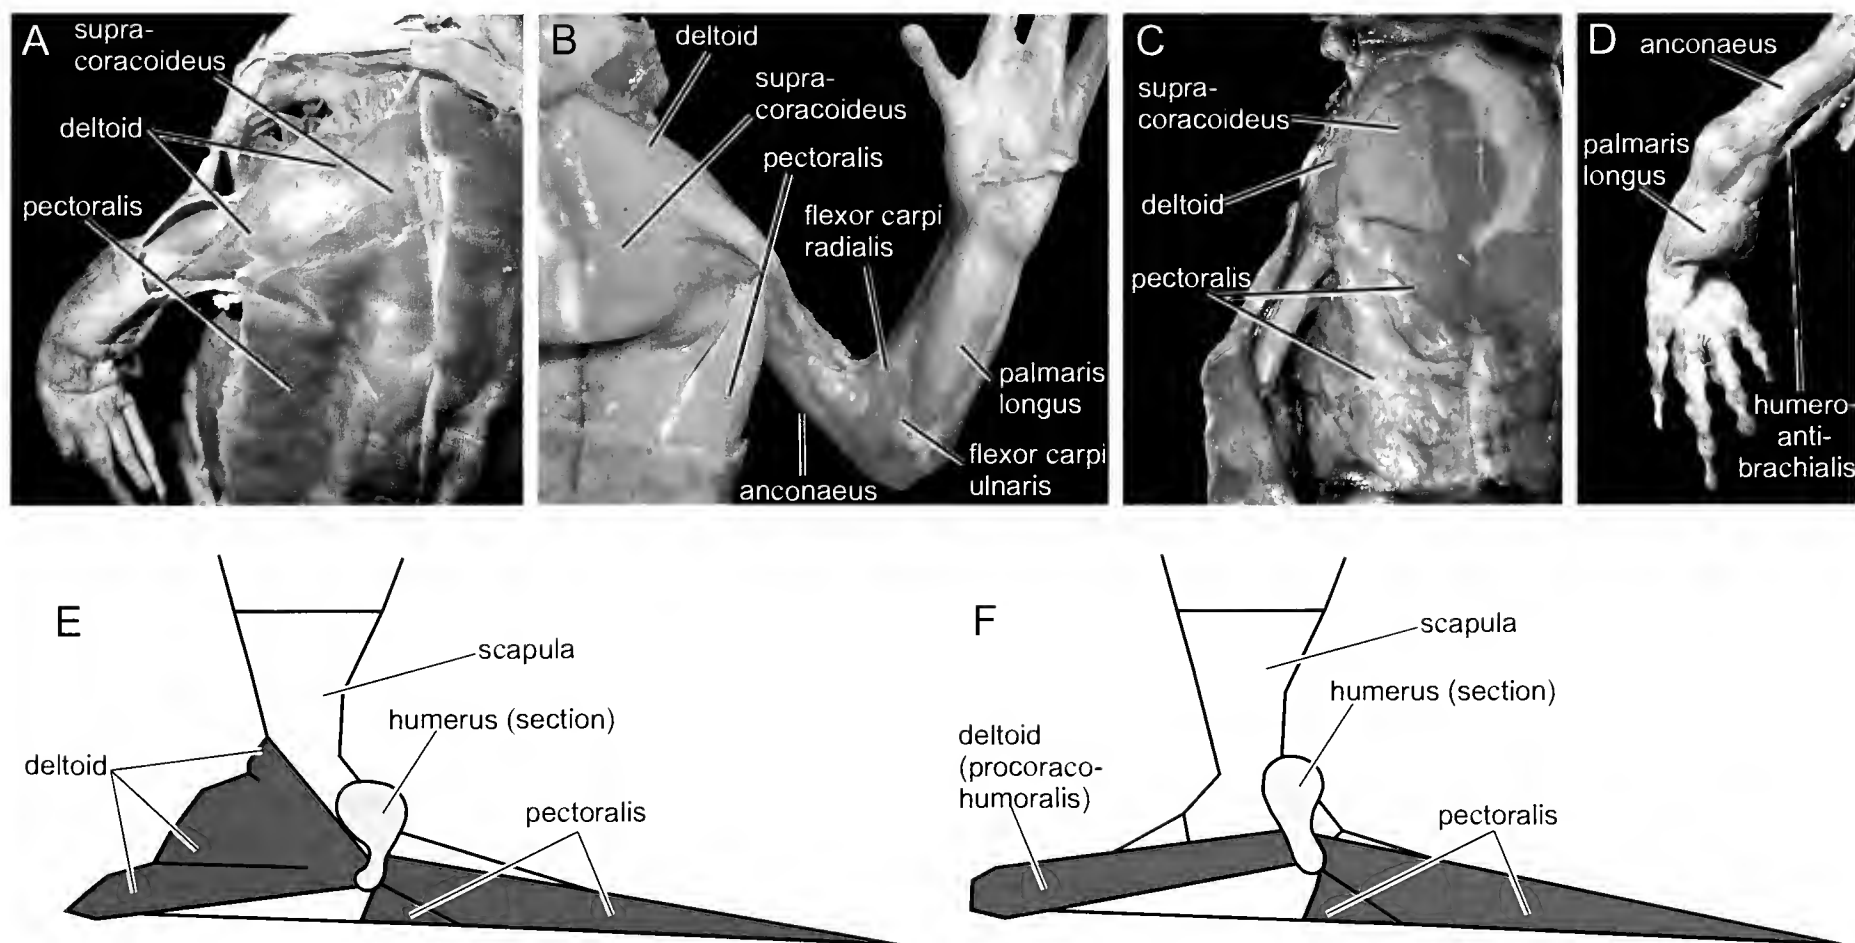 A
supra-
coracoideus
deltoid
pectoralis
B
deltoid
supra-
coracoideus
pectoralis
flexor carpi
radialis
palmaris
longus
flexor carpi
ulnaris
anconaeus
C
supra-
coracoideus
deltoid
pectoralis
D
anconaeus
palmaris
longus
humero-
anti-
brachialis
E
scapula
humerus (section)
deltoid
pectoralis
F
scapula
humerus (section)
deltoid
(procoraco-
humoralis)
pectoralis